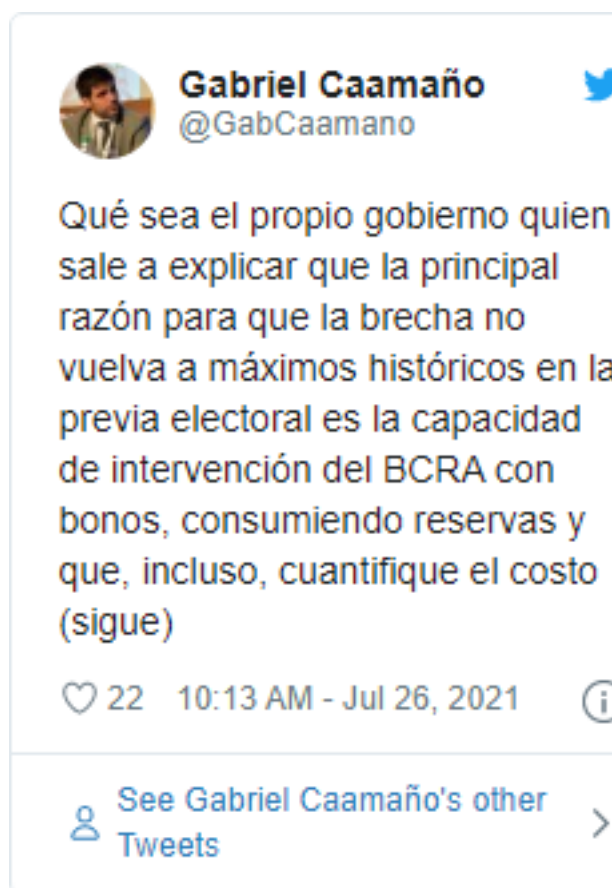 Gabriel Caamaño
@GabCaamano
Qué sea el propio gobierno quien
sale a explicar que la principal
razón para que la brecha no
vuelva a máximos históricos en la
previa electoral es la capacidad
de intervención del BCRA con
bonos, consumiendo reservas y
que, incluso, cuantifique el costo
(sigue)
22 10:13 AM - Jul 26, 2021
See Gabriel Caamaño's other
Tweets